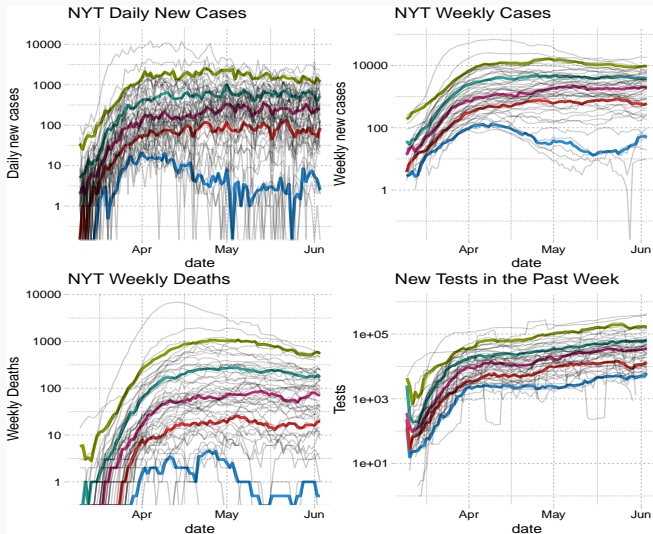 NYT Daily New Cases
10000
1000
100
10
1
Daily new cases
Apr
May
Jun
date
NYT Weekly Cases
10000
100
1
Weekly new cases
Apr
May
Jun
date
NYT Weekly Deaths
10000
1000
100
10
1
Weekly Deaths
Apr
May
Jun
date
New Tests in the Past Week
1e+05
1e+03
1e+01
Tests
Apr
May
Jun
date